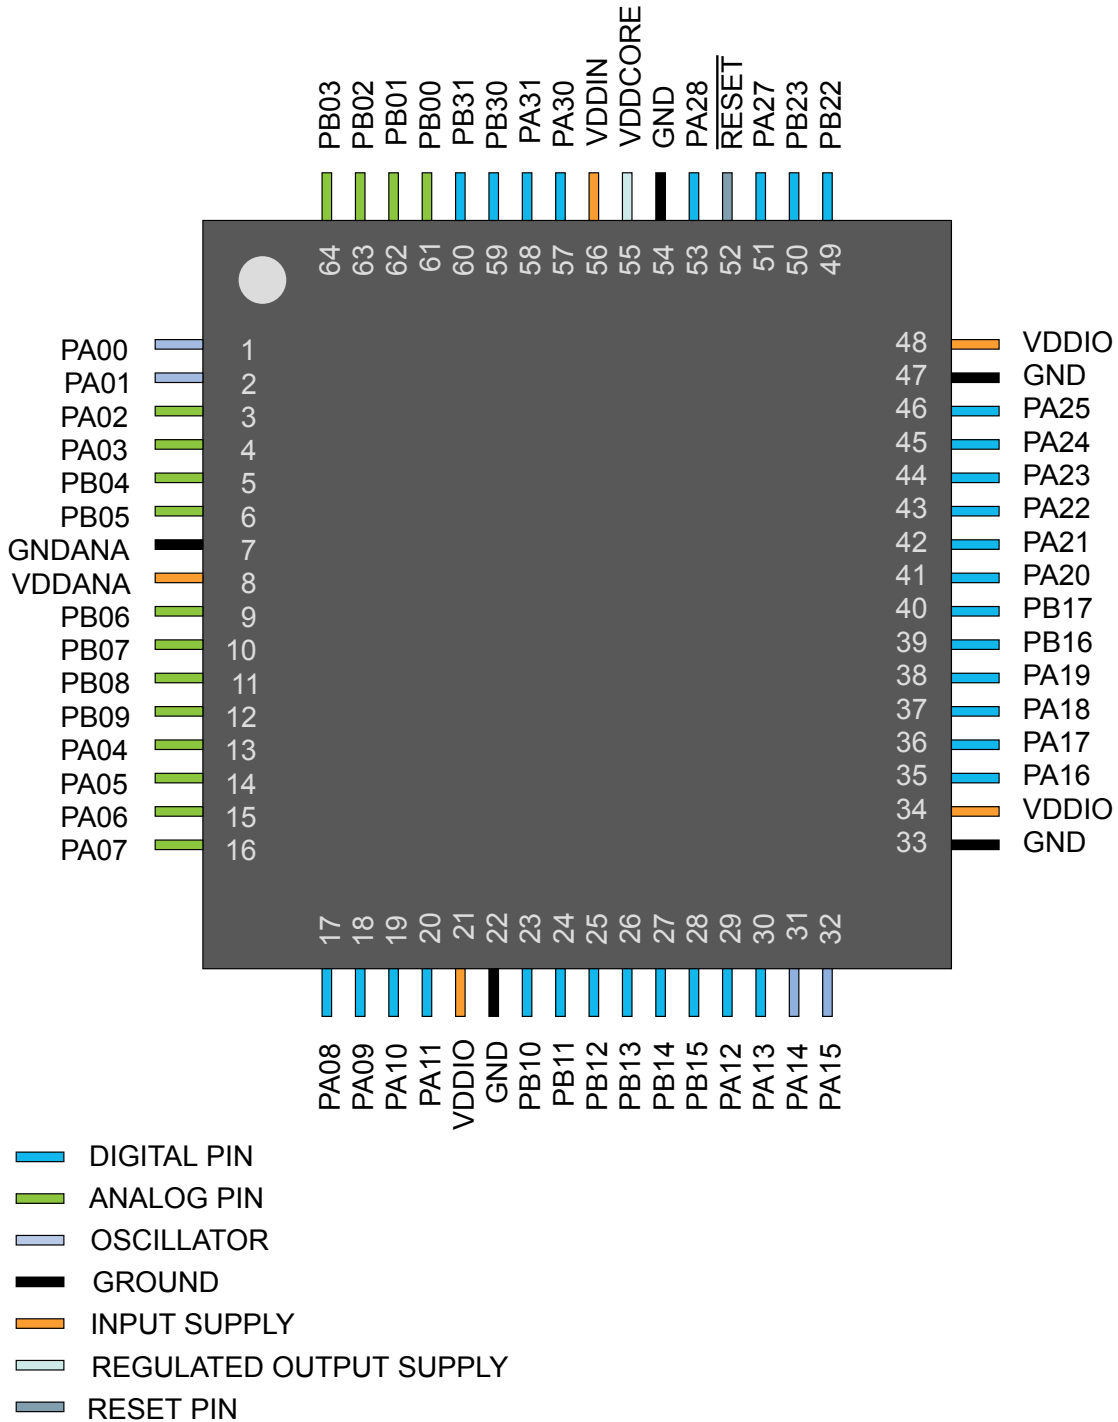 PB03
PB02
PB01
PB00
PB31
PB30
PA31
PA30
VDDIN
VDDCORE
GND
PA28
RESET
PA27
PB23
PB22
64
63
62
61
60
59
58
57
56
55
54
53
52
51
50
49
PA00 1
PA01 2
PA02 3
PA03 4
PB04 5
PB05 6
GNDANA 7
VDDANA 8
PB06 9
PB07 10
PB08 11
PB09 12
PA04 13
PA05 14
PA06 15
PA07 16
48 VDDIO
47 GND
46 PA25
45 PA24
44 PA23
43 PA22
42 PA21
41 PA20
40 PB17
39 PB16
38 PA19
37 PA18
36 PA17
35 PA16
34 VDDIO
33 GND
17
18
19
20
21
22
23
24
25
26
27
28
29
30
31
32
PA08
PA09
PA10
PA11
VDDIO
GND
PB10
PB11
PB12
PB13
PB14
PB15
PA12
PA13
PA14
PA15
DIGITAL PIN
ANALOG PIN
OSCILLATOR
GROUND
INPUT SUPPLY
REGULATED OUTPUT SUPPLY
RESET PIN